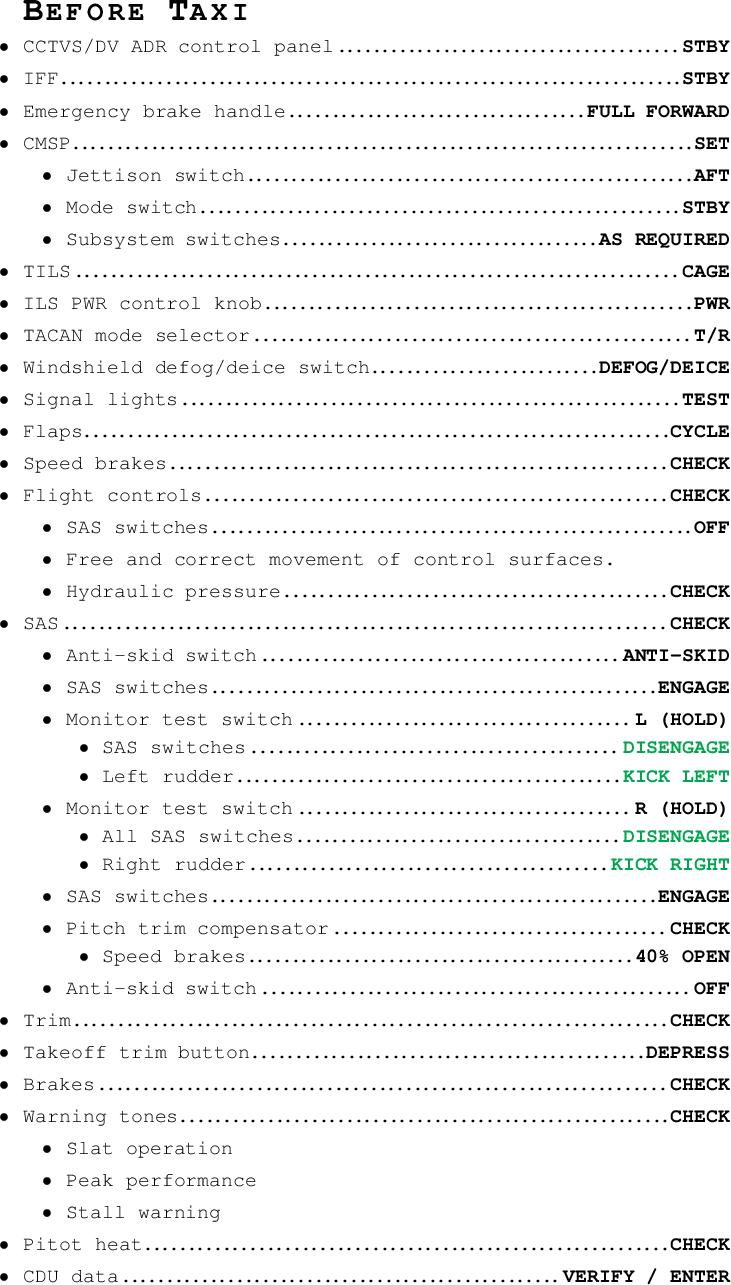 BEFORE TAXI
● CCTVS/DV ADR control panel.......................................STBY
● IFF.......................................................................STBY
● Emergency brake handle..................................FULL FORWARD
● CMSP.......................................................................SET
● Jettison switch...................................................AFT
● Mode switch.......................................................STBY
● Subsystem switches....................................AS REQUIRED
● TILS.....................................................................CAGE
● ILS PWR control knob.................................................PWR
● TACAN mode selector..................................................T/R
● Windshield defog/deice switch..........................DEFOG/DEICE
● Signal lights.........................................................TEST
● Flaps...................................................................CYCLE
● Speed brakes.........................................................CHECK
● Flight controls.....................................................CHECK
● SAS switches.......................................................OFF
● Free and correct movement of control surfaces.
● Hydraulic pressure............................................CHECK
● SAS.....................................................................CHECK
● Anti-skid switch.........................................ANTI-SKID
● SAS switches...................................................ENGAGE
● Monitor test switch......................................L (HOLD)
● SAS switches..........................................DISENGAGE
● Left rudder............................................KICK LEFT
● Monitor test switch......................................R (HOLD)
● All SAS switches.....................................DISENGAGE
● Right rudder.........................................KICK RIGHT
● SAS switches...................................................ENGAGE
● Pitch trim compensator......................................CHECK
● Speed brakes............................................40% OPEN
● Anti-skid switch.................................................OFF
● Trim....................................................................CHECK
● Takeoff trim button.............................................DEPRESS
● Brakes.................................................................CHECK
● Warning tones........................................................CHECK
● Slat operation
● Peak performance
● Stall warning
● Pitot heat............................................................CHECK
● CDU data..................................................VERIFY / ENTER